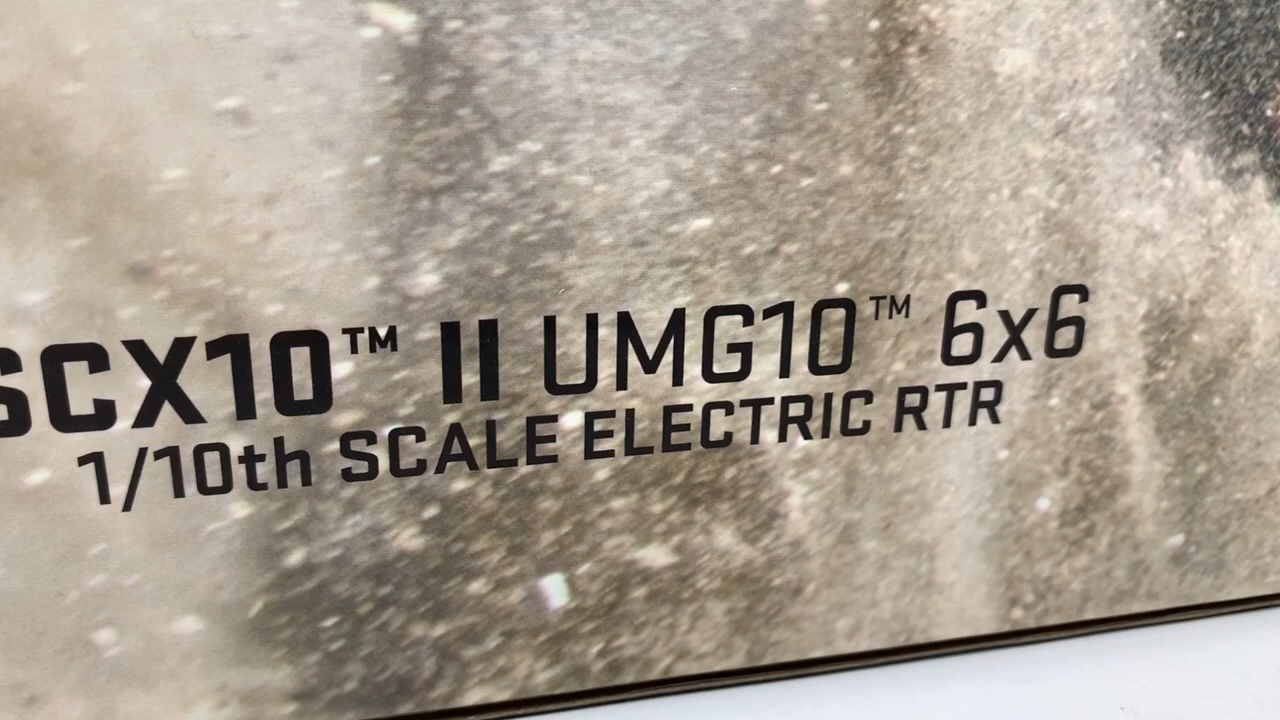 SCX10™ II UMG10™ 6x6
1/10th SCALE ELECTRIC RTR